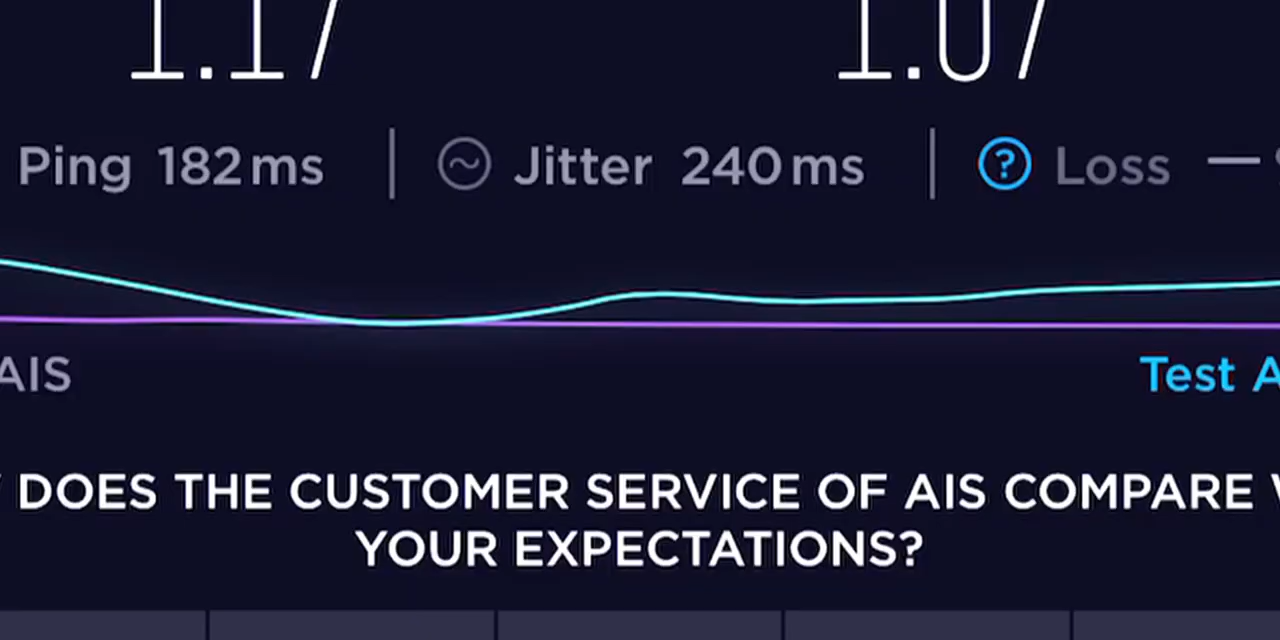 1.17 1.07
Ping 182 ms Jitter 240 ms ? Loss —
AIS Test
DOES THE CUSTOMER SERVICE OF AIS COMPARE
YOUR EXPECTATIONS?